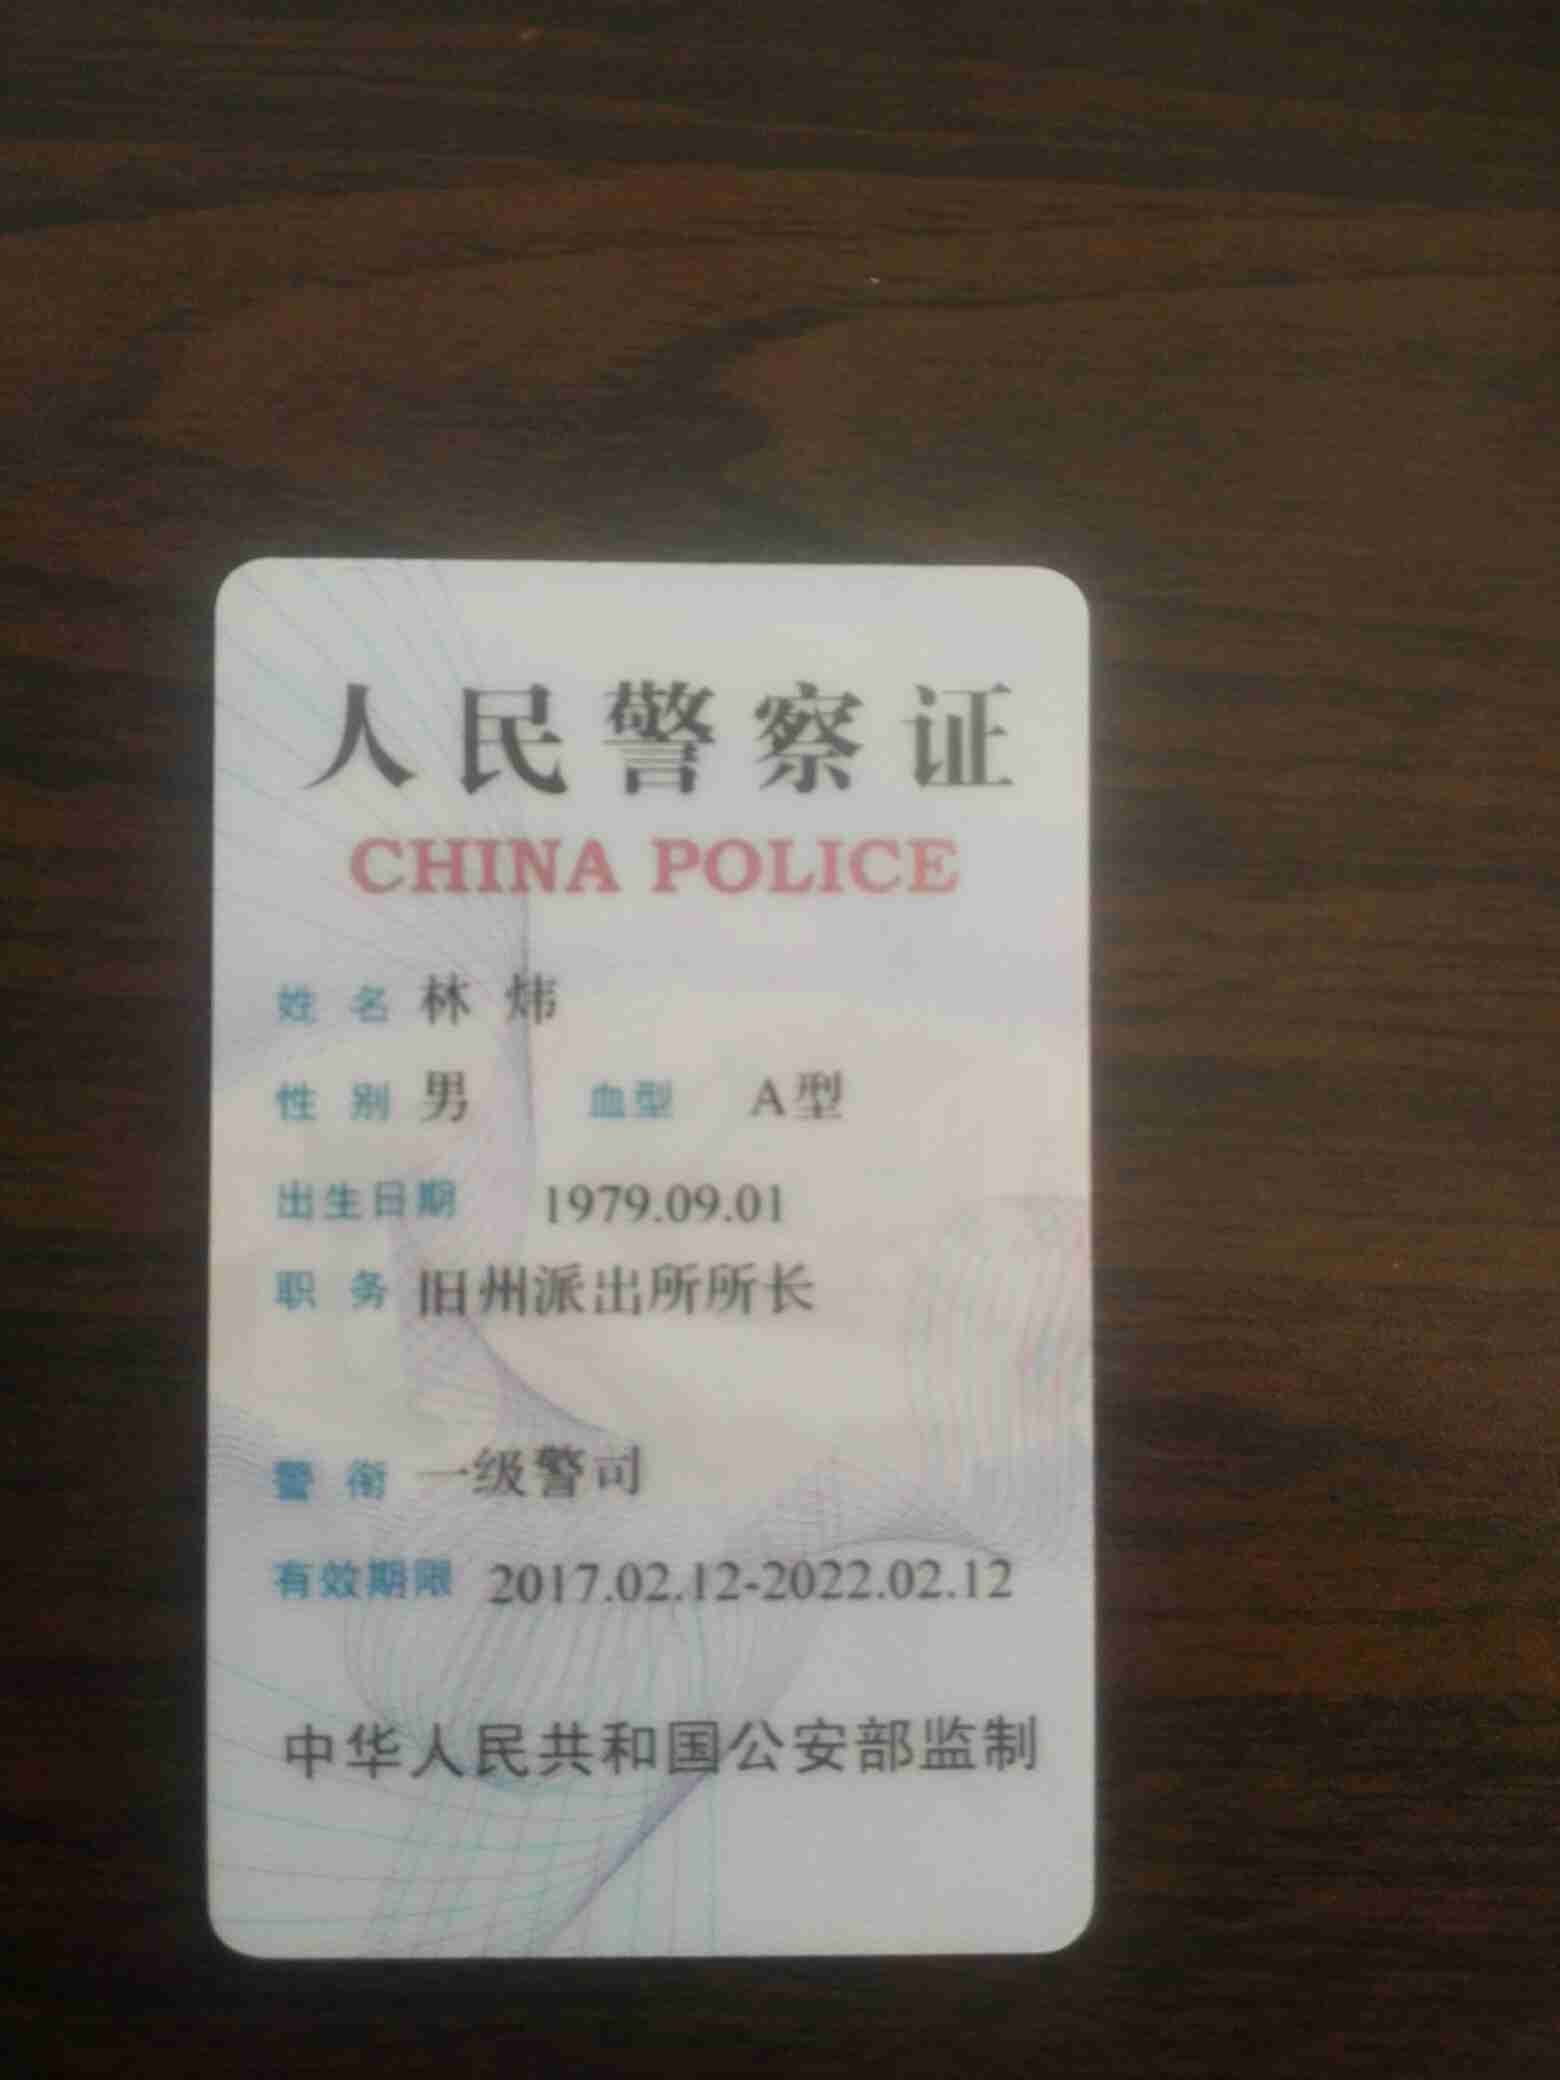 人民警察证
CHINA POLICE
姓 名 林 炜
性 别 男 血型 A型
出生日期 1979.09.01
职 务 旧州派出所所长
警 衔 一级警司
有效期限 2017.02.12-2022.02.12
中华人民共和国公安部监制